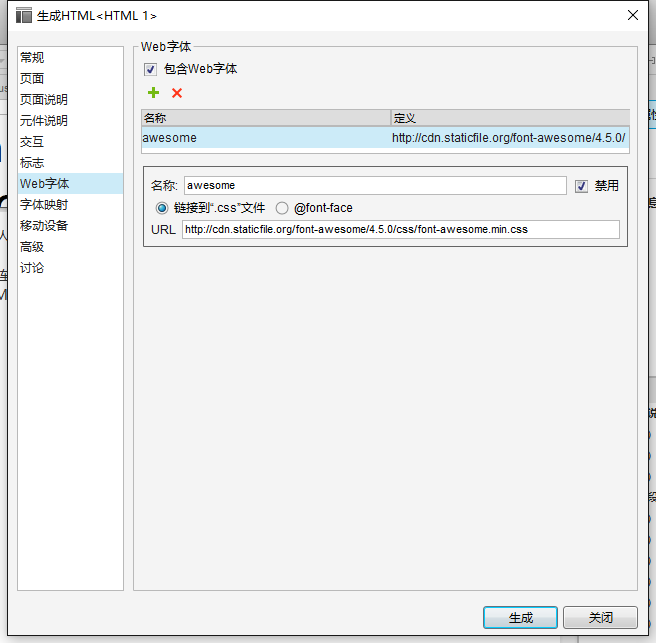 生成HTML<HTML 1>
常规
页面
页面说明
元件说明
交互
标志
Web字体
字体映射
移动设备
高级
讨论
Web字体
包含Web字体
名称 定义
awesome http://cdn.staticfile.org/font-awesome/4.5.0/
名称: awesome 禁用
链接到“.css”文件 @font-face
URL http://cdn.staticfile.org/font-awesome/4.5.0/css/font-awesome.min.css
生成 关闭